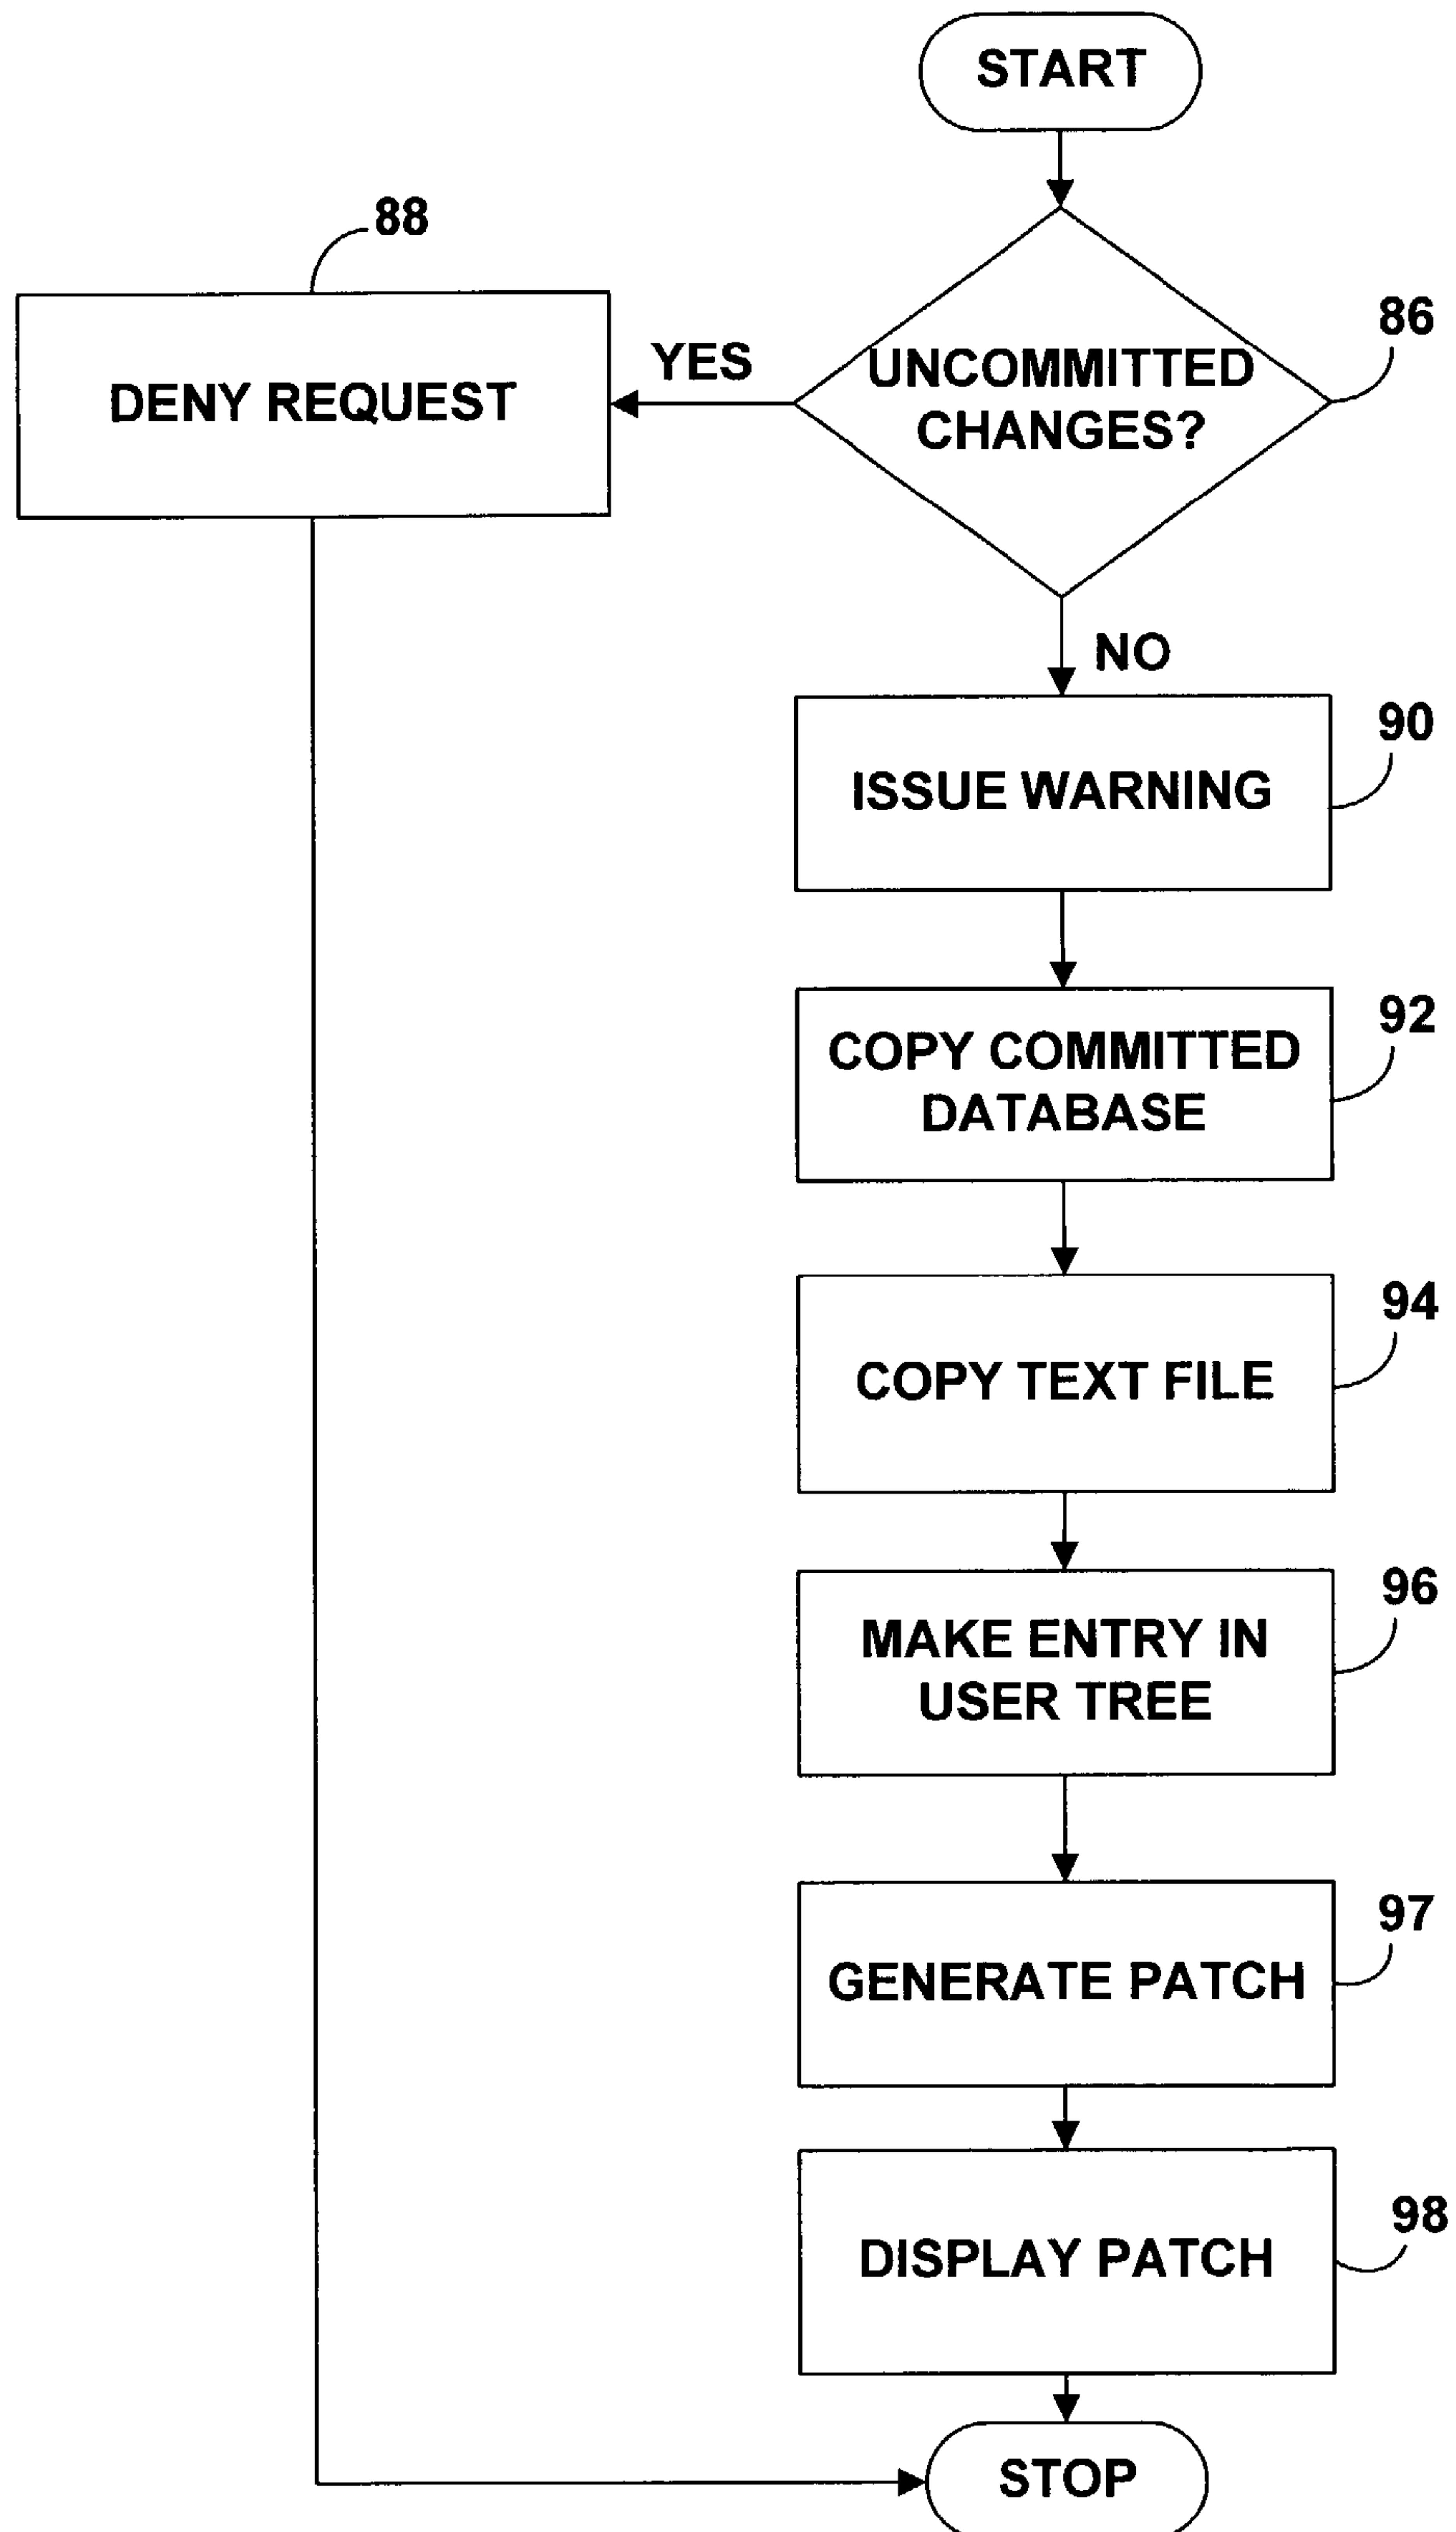 START
88
86
YES
UNCOMMITTED
CHANGES?
DENY REQUEST
NO
90
ISSUE WARNING
92
COPY COMMITTED
DATABASE
94
COPY TEXT FILE
96
MAKE ENTRY IN
USER TREE
97
GENERATE PATCH
98
DISPLAY PATCH
STOP